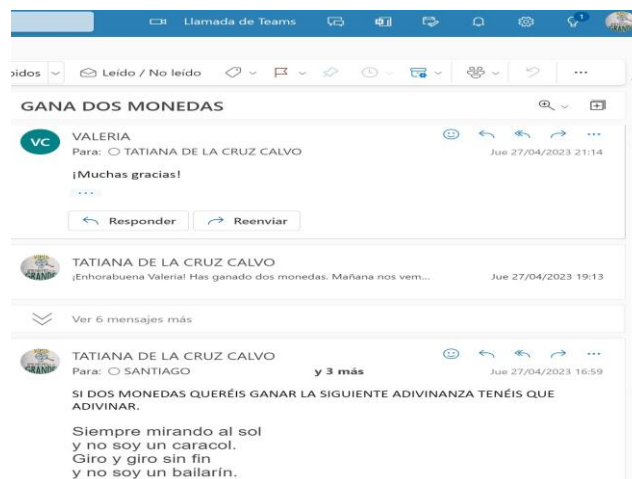 Llamada de Teams
bidos
Leído / No leído
GANA DOS MONEDAS
VC
VALERIA
Para: TATIANA DE LA CRUZ CALVO
Jue 27/04/2023 21:14
¡Muchas gracias!
...
Responder
Reenviar
TATIANA DE LA CRUZ CALVO
¡Enhorabuena Valeria! Has ganado dos monedas. Mañana nos vem...
Jue 27/04/2023 19:13
Ver 6 mensajes más
TATIANA DE LA CRUZ CALVO
Para: SANTIAGO y 3 más
Jue 27/04/2023 16:59
SI DOS MONEDAS QUERÉIS GANAR LA SIGUIENTE ADIVINANZA TENÉIS QUE
ADIVINAR.
Siempre mirando al sol
y no soy un caracol.
Giro y giro sin fin
y no soy un bailarín.